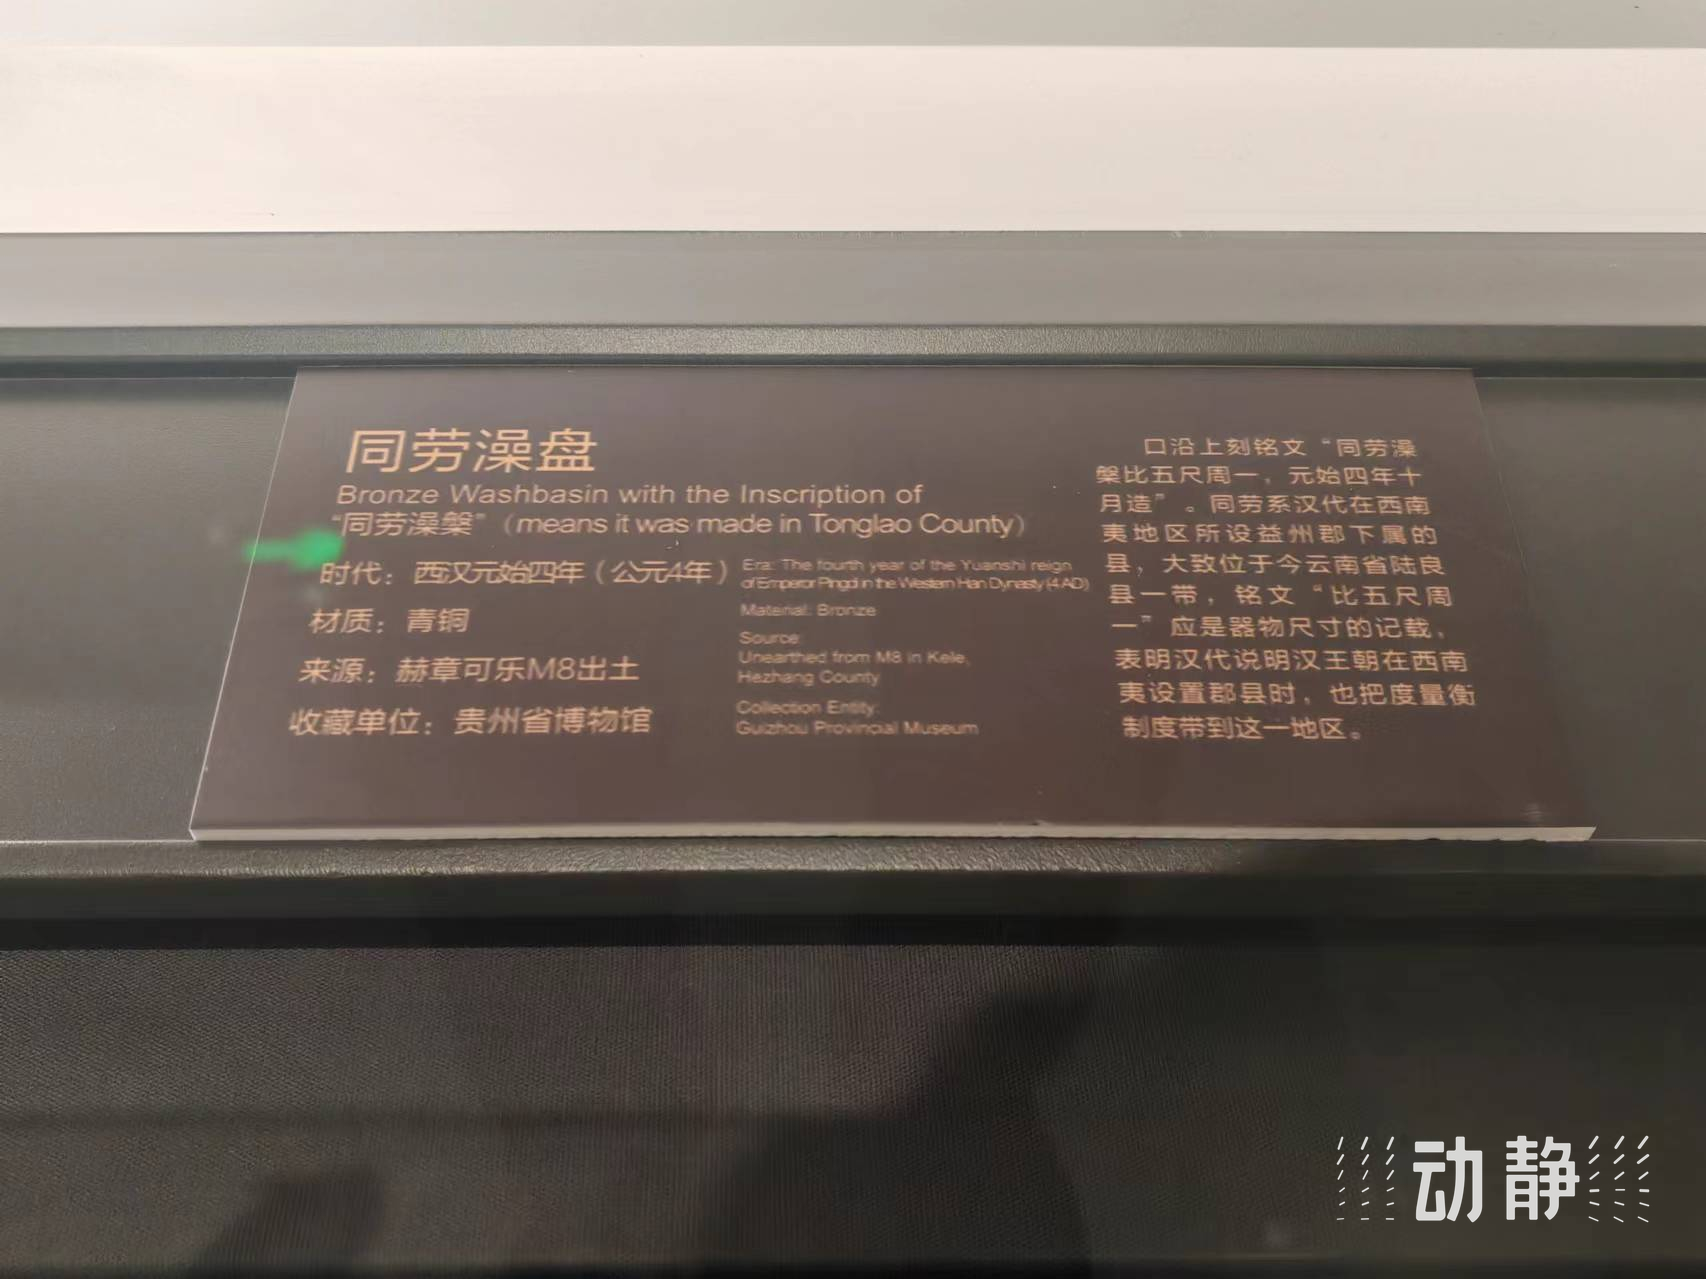 同劳澡盘
Bronze Washbasin with the Inscription of
“同劳澡槃”(means it was made in Tonglao County)
时代：西汉元始四年（公元4年）
材质：青铜
来源：赫章可乐M8出土
收藏单位：贵州省博物馆
Era: The fourth year of the Yuanshi reign
of Emperor Pingdi in the Western Han Dynasty (4 AD)
Material: Bronze
Source:
Unearthed from M8 in Kele,
Hezhang County
Collection Entity:
Guizhou Provincial Museum
口沿上刻铭文“同劳澡
槃比五尺周一，元始四年十
月造”。同劳系汉代在西南
夷地区所设益州郡下属的
县，大致位于今云南省陆良
县一带，铭文“比五尺周
一”应是器物尺寸的记载，
表明汉代说明汉王朝在西南
夷设置郡县时，也把度量衡
制度带到这一地区。
动静